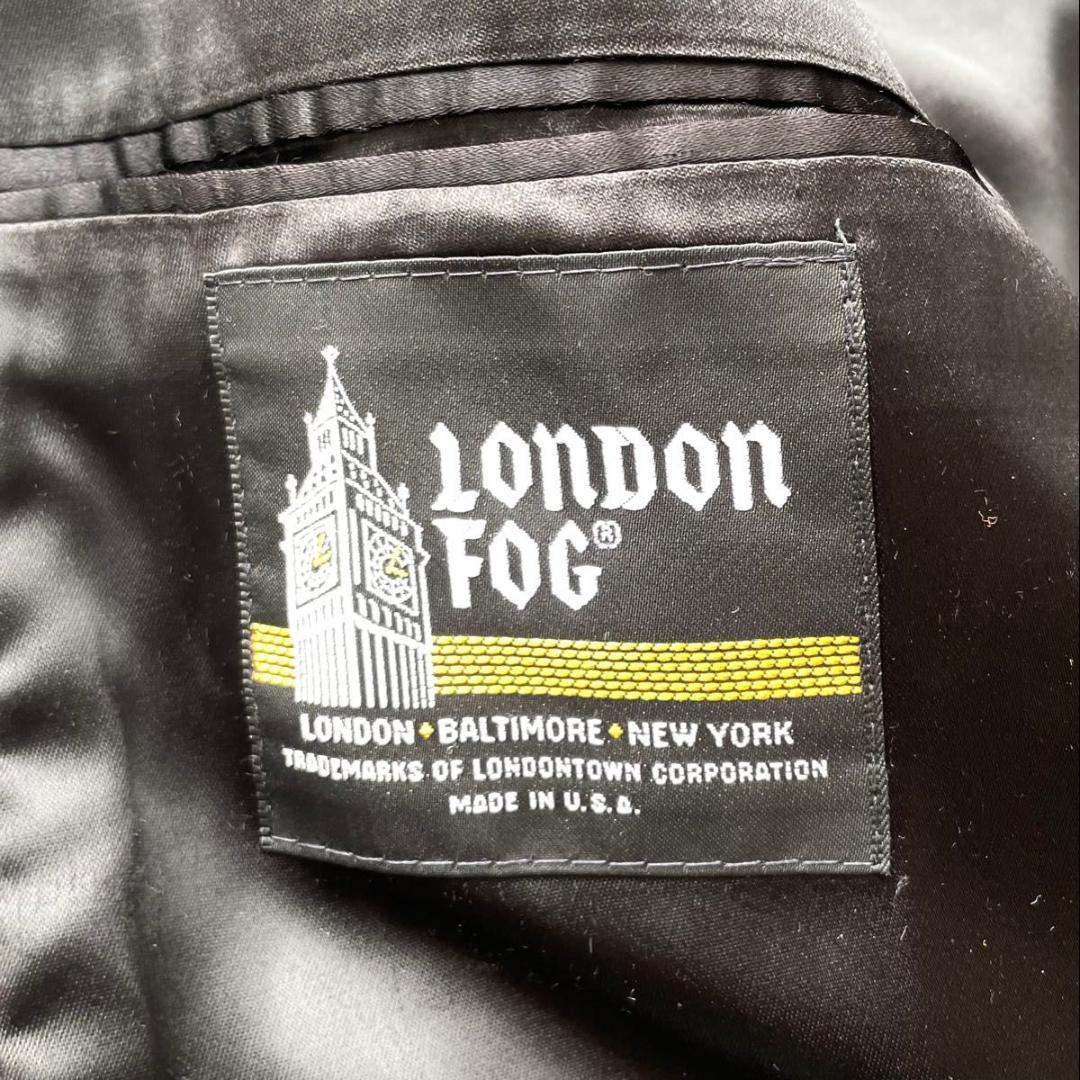 LONDON
FOG®
LONDON • BALTIMORE • NEW YORK
TRADEMARKS OF LONDONTOWN CORPORATION
MADE IN U.S.A.